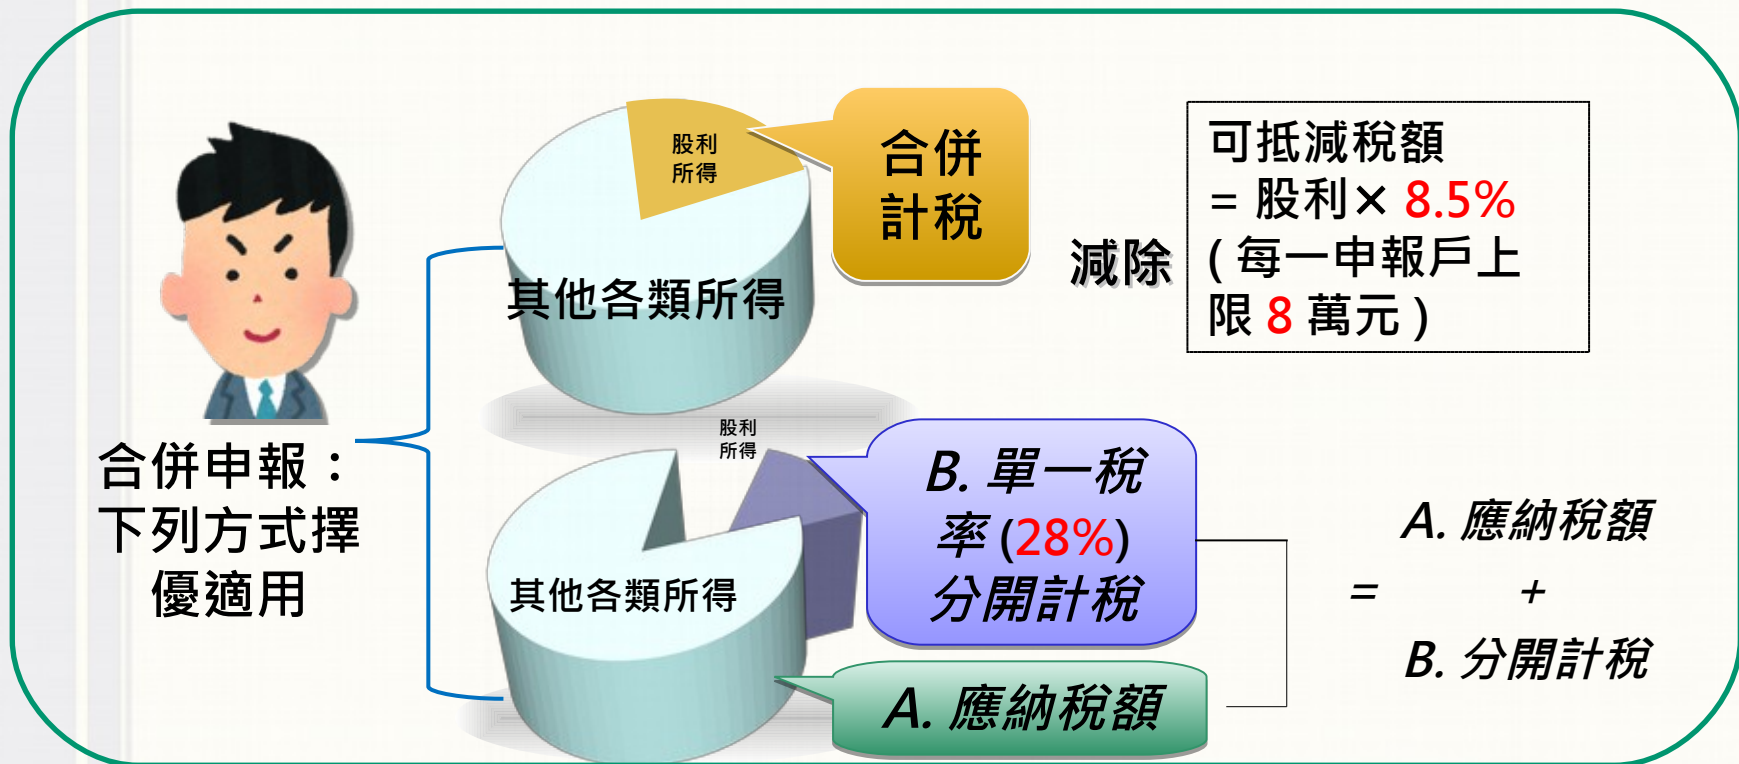 股利
所得
合併
計稅
其他各類所得
減除
可抵減稅額
= 股利× 8.5%
( 每一申報戶上
限 8 萬元 )
合併申報：
下列方式擇
優適用
股利
所得
B. 單一稅
率 (28%)
分開計稅
其他各類所得
A. 應納稅額
A. 應納稅額
= +
B. 分開計稅